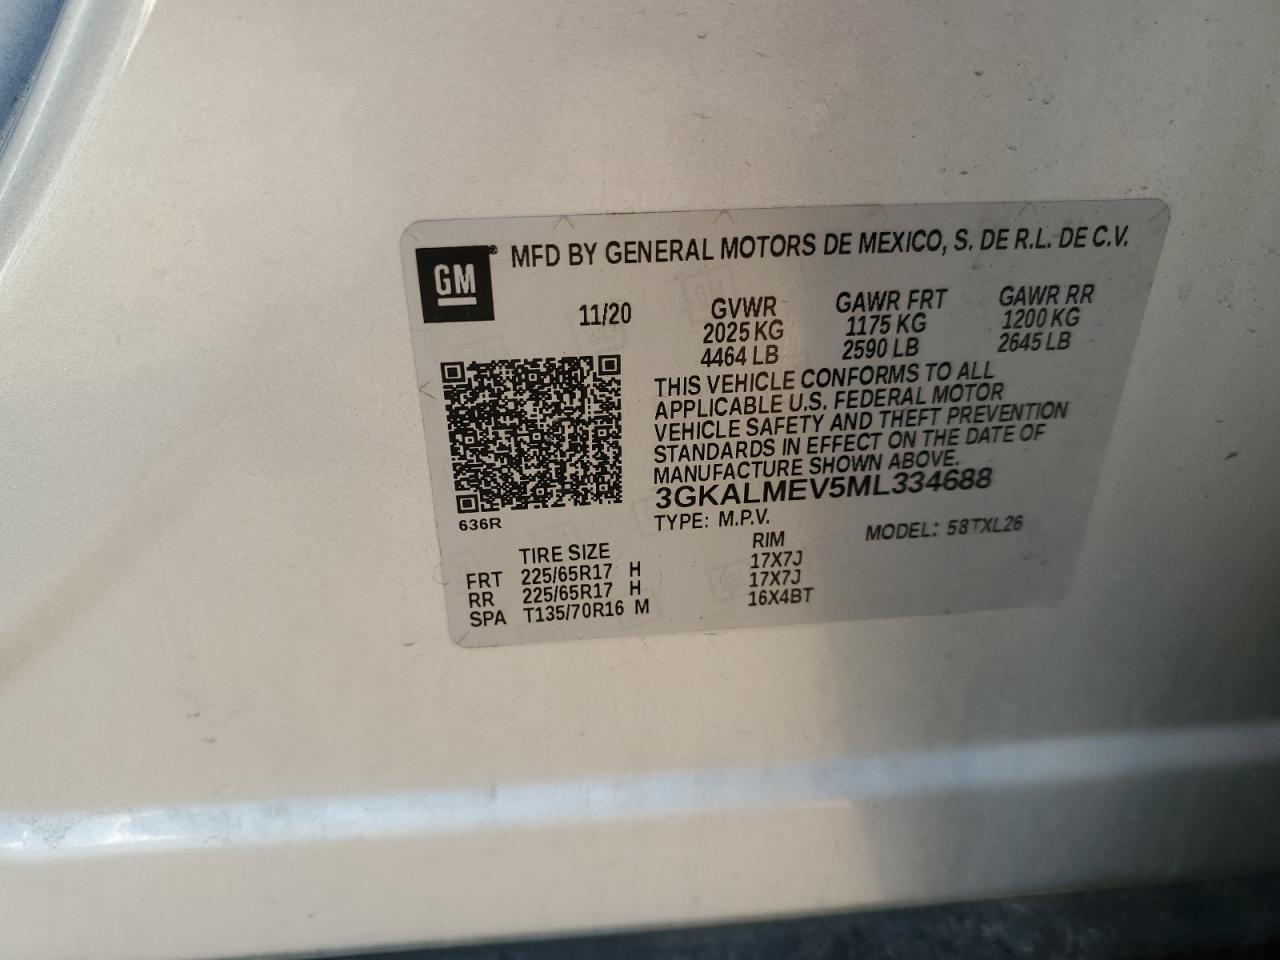 GM® MFD BY GENERAL MOTORS DE MEXICO, S. DE R.L. DE C.V.
11/20 GVWR GAWR FRT GAWR RR
2025 KG 1175 KG 1200 KG
4464 LB 2590 LB 2645 LB
THIS VEHICLE CONFORMS TO ALL
APPLICABLE U.S. FEDERAL MOTOR
VEHICLE SAFETY AND THEFT PREVENTION
STANDARDS IN EFFECT ON THE DATE OF
MANUFACTURE SHOWN ABOVE.
3GKALMEV5ML334688
636R
TYPE: M.P.V. MODEL: 58TXL26
TIRE SIZE RIM
FRT 225/65R17 H 17X7J
RR 225/65R17 H 17X7J
SPA T135/70R16 M 16X4BT